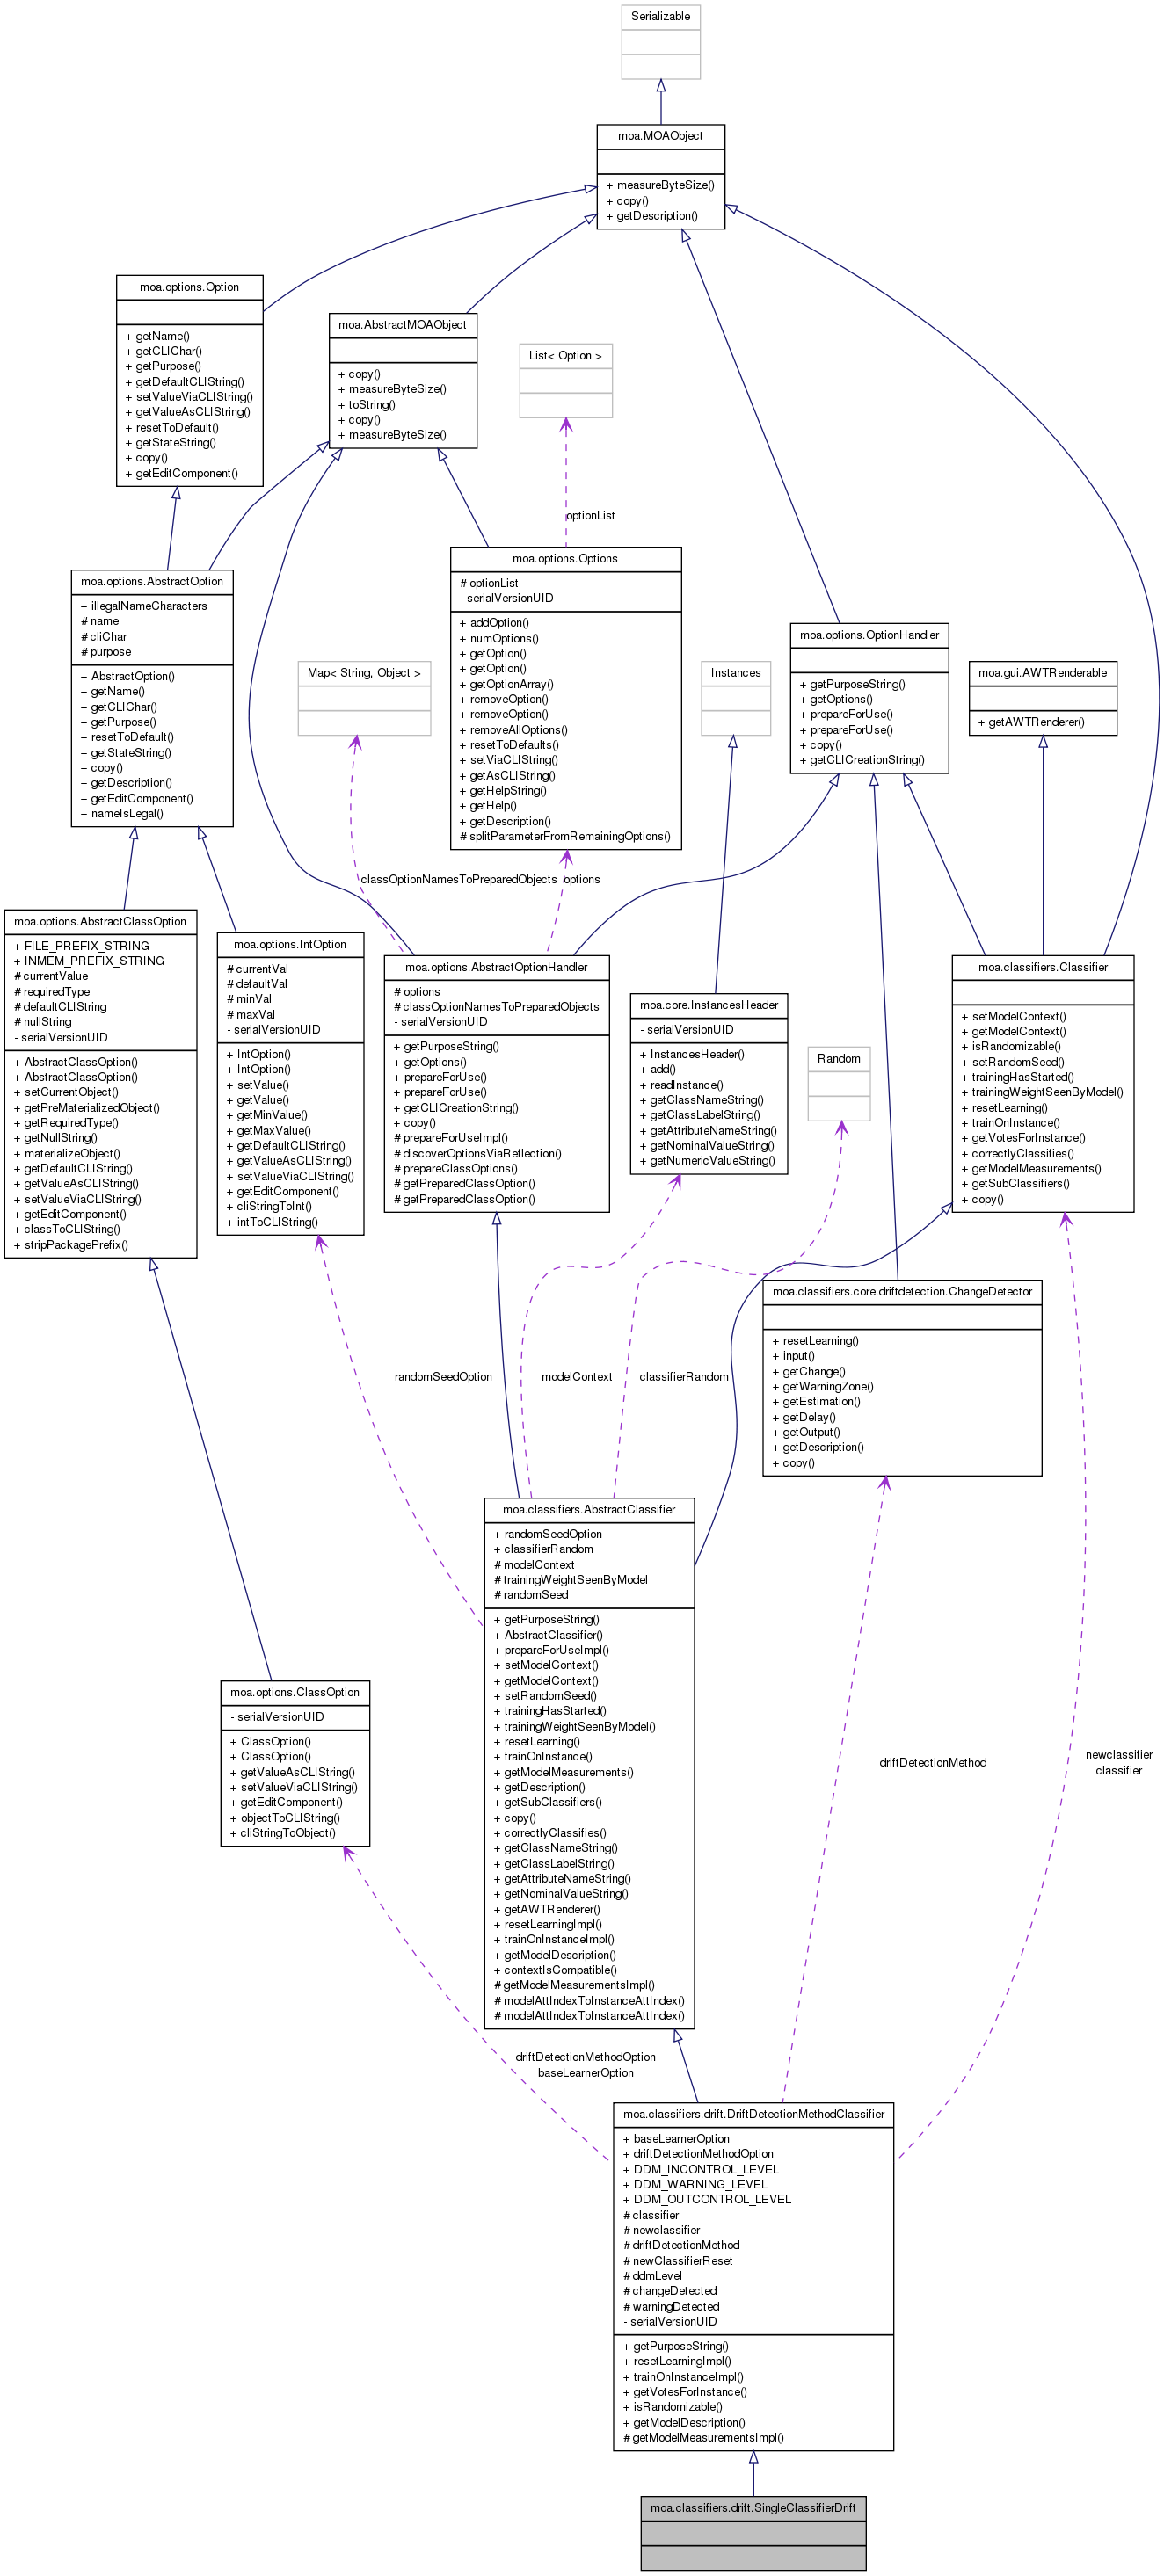 Serializable
moa.MOAObject
+ measureByteSize()
+ copy()
+ getDescription()
moa.options.Option
+ getName()
+ getCLIChar()
+ getPurpose()
+ getDefaultCLIString()
+ setValueViaCLIString()
+ getValueAsCLIString()
+ resetToDefault()
+ getStateString()
+ copy()
+ getEditComponent()
moa.AbstractMOAObject
+ copy()
+ measureByteSize()
+ toString()
+ copy()
+ measureByteSize()
List< Option >
optionList
moa.options.Options
# optionList
- serialVersionUID
+ addOption()
+ numOptions()
+ getOption()
+ getOption()
+ getOptionArray()
+ removeOption()
+ removeOption()
+ removeAllOptions()
+ resetToDefaults()
+ setViaCLIString()
+ getAsCLIString()
+ getHelpString()
+ getHelp()
+ getDescription()
# splitParameterFromRemainingOptions()
moa.options.AbstractOption
+ illegalNameCharacters
# name
# cliChar
# purpose
+ AbstractOption()
+ getName()
+ getCLIChar()
+ getPurpose()
+ resetToDefault()
+ getStateString()
+ copy()
+ getDescription()
+ getEditComponent()
+ nameIsLegal()
moa.options.OptionHandler
+ getPurposeString()
+ getOptions()
+ prepareForUse()
+ prepareForUse()
+ copy()
+ getCLICreationString()
Map< String, Object >
Instances
moa.gui.AWTRenderable
+ getAWTRenderer()
classOptionNamesToPreparedObjects
options
moa.options.AbstractClassOption
+ FILE_PREFIX_STRING
+ INMEM_PREFIX_STRING
# currentValue
# requiredType
# defaultCLIString
# nullString
- serialVersionUID
+ AbstractClassOption()
+ AbstractClassOption()
+ setCurrentObject()
+ getPreMaterializedObject()
+ getRequiredType()
+ getNullString()
+ materializeObject()
+ getDefaultCLIString()
+ getValueAsCLIString()
+ setValueViaCLIString()
+ getEditComponent()
+ classToCLIString()
+ stripPackagePrefix()
moa.options.IntOption
# currentVal
# defaultVal
# minVal
# maxVal
- serialVersionUID
+ IntOption()
+ IntOption()
+ setValue()
+ getValue()
+ getMinValue()
+ getMaxValue()
+ getDefaultCLIString()
+ getValueAsCLIString()
+ setValueViaCLIString()
+ getEditComponent()
+ cliStringToInt()
+ intToCLIString()
moa.options.AbstractOptionHandler
# options
# classOptionNamesToPreparedObjects
- serialVersionUID
+ getPurposeString()
+ getOptions()
+ prepareForUse()
+ prepareForUse()
+ getCLICreationString()
+ copy()
# prepareForUseImpl()
# discoverOptionsViaReflection()
# prepareClassOptions()
# getPreparedClassOption()
# getPreparedClassOption()
moa.core.InstancesHeader
- serialVersionUID
+ InstancesHeader()
+ add()
+ readInstance()
+ getClassNameString()
+ getClassLabelString()
+ getAttributeNameString()
+ getNominalValueString()
+ getNumericValueString()
Random
moa.classifiers.Classifier
+ setModelContext()
+ getModelContext()
+ isRandomizable()
+ setRandomSeed()
+ trainingHasStarted()
+ trainingWeightSeenByModel()
+ resetLearning()
+ trainOnInstance()
+ getVotesForInstance()
+ correctlyClassifies()
+ getModelMeasurements()
+ getSubClassifiers()
+ copy()
moa.classifiers.core.driftdetection.ChangeDetector
+ resetLearning()
+ input()
+ getChange()
+ getWarningZone()
+ getEstimation()
+ getDelay()
+ getOutput()
+ getDescription()
+ copy()
randomSeedOption
modelContext
classifierRandom
moa.classifiers.AbstractClassifier
+ randomSeedOption
+ classifierRandom
# modelContext
# trainingWeightSeenByModel
# randomSeed
+ getPurposeString()
+ AbstractClassifier()
+ prepareForUseImpl()
+ setModelContext()
+ getModelContext()
+ setRandomSeed()
+ trainingHasStarted()
+ trainingWeightSeenByModel()
+ resetLearning()
+ trainOnInstance()
+ getModelMeasurements()
+ getDescription()
+ getSubClassifiers()
+ copy()
+ correctlyClassifies()
+ getClassNameString()
+ getClassLabelString()
+ getAttributeNameString()
+ getNominalValueString()
+ getAWTRenderer()
+ resetLearningImpl()
+ trainOnInstanceImpl()
+ getModelDescription()
+ contextIsCompatible()
# getModelMeasurementsImpl()
# modelAttIndexToInstanceAttIndex()
# modelAttIndexToInstanceAttIndex()
moa.options.ClassOption
- serialVersionUID
+ ClassOption()
+ ClassOption()
+ getValueAsCLIString()
+ setValueViaCLIString()
+ getEditComponent()
+ objectToCLIString()
+ cliStringToObject()
driftDetectionMethod
newclassifier
classifier
driftDetectionMethodOption
baseLearnerOption
moa.classifiers.drift.DriftDetectionMethodClassifier
+ baseLearnerOption
+ driftDetectionMethodOption
+ DDM_INCONTROL_LEVEL
+ DDM_WARNING_LEVEL
+ DDM_OUTCONTROL_LEVEL
# classifier
# newclassifier
# driftDetectionMethod
# newClassifierReset
# ddmLevel
# changeDetected
# warningDetected
- serialVersionUID
+ getPurposeString()
+ resetLearningImpl()
+ trainOnInstanceImpl()
+ getVotesForInstance()
+ isRandomizable()
+ getModelDescription()
# getModelMeasurementsImpl()
moa.classifiers.drift.SingleClassifierDrift